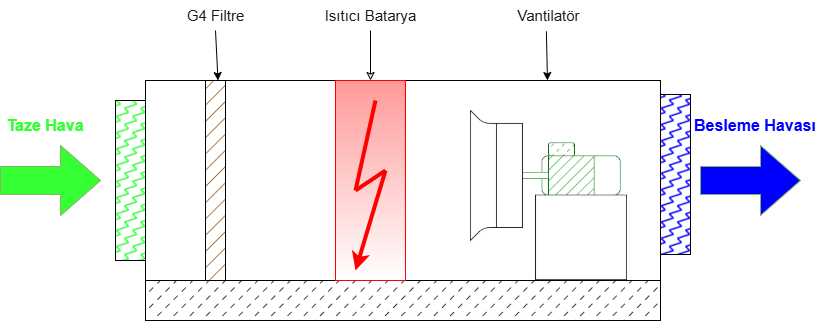 G4 Filtre
Isıtıcı Batarya
Vantilatör
Taze Hava
Besleme Havası